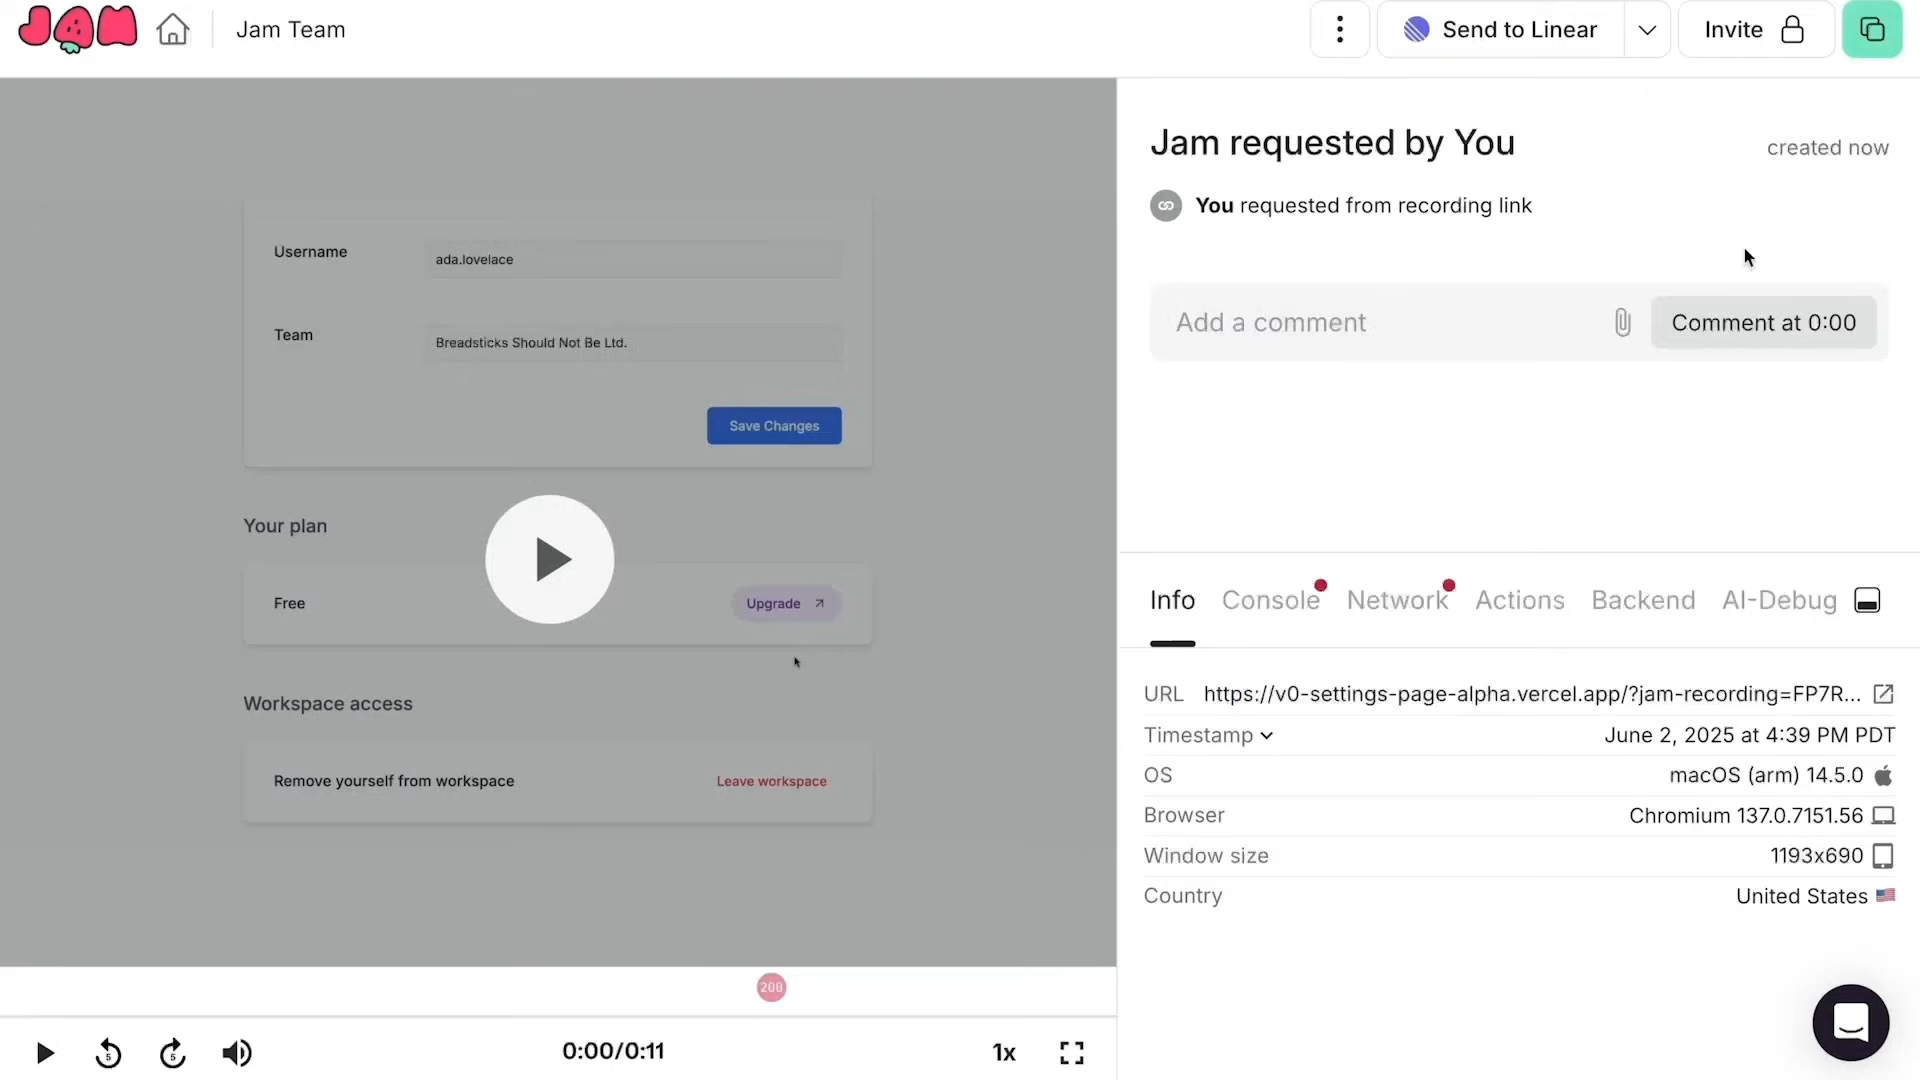 JAM
Jam Team
Send to Linear
Invite
Username
ada.lovelace
Team
Breadsticks Should Not Be Ltd.
Save Changes
Your plan
Free
Upgrade
Workspace access
Remove yourself from workspace
Leave workspace
200
5
5
0:00/0:11
1x
Jam requested by You
created now
You requested from recording link
Add a comment
Comment at 0:00
Info Console Network Actions Backend AI-Debug
URL https://v0-settings-page-alpha.vercel.app/?jam-recording=FP7R...
Timestamp June 2, 2025 at 4:39 PM PDT
OS macOS (arm) 14.5.0
Browser Chromium 137.0.7151.56
Window size 1193x690
Country United States